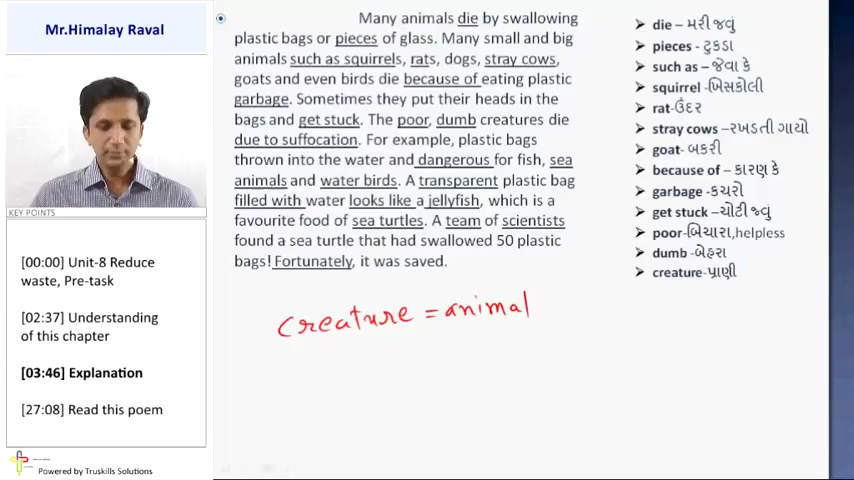 Mr.Himalay Raval
KEY POINTS
[00:00] Unit-8 Reduce
waste, Pre-task
[02:37] Understanding
of this chapter
[03:46] Explanation
[27:08] Read this poem
Powered by Truskills Solutions
Many animals die by swallowing
plastic bags or pieces of glass. Many small and big
animals such as squirrels, rats, dogs, stray cows,
goats and even birds die because of eating plastic
garbage. Sometimes they put their heads in the
bags and get stuck. The poor, dumb creatures die
due to suffocation. For example, plastic bags
thrown into the water and dangerous for fish, sea
animals and water birds. A transparent plastic bag
filled with water looks like a jellyfish, which is a
favourite food of sea turtles. A team of scientists
found a sea turtle that had swallowed 50 plastic
bags! Fortunately, it was saved.
creature = animal
die – મરી જવું
pieces - ટુકડા
such as – જેવા કે
squirrel -ખિસકોલી
rat-ઉંદર
stray cows –રખડતી ગાયો
goat- બકરી
because of – કારણ કે
garbage -કચરો
get stuck –ચોટી જવું
poor-બિચારા,helpless
dumb -બેહરા
creature-પ્રાણી